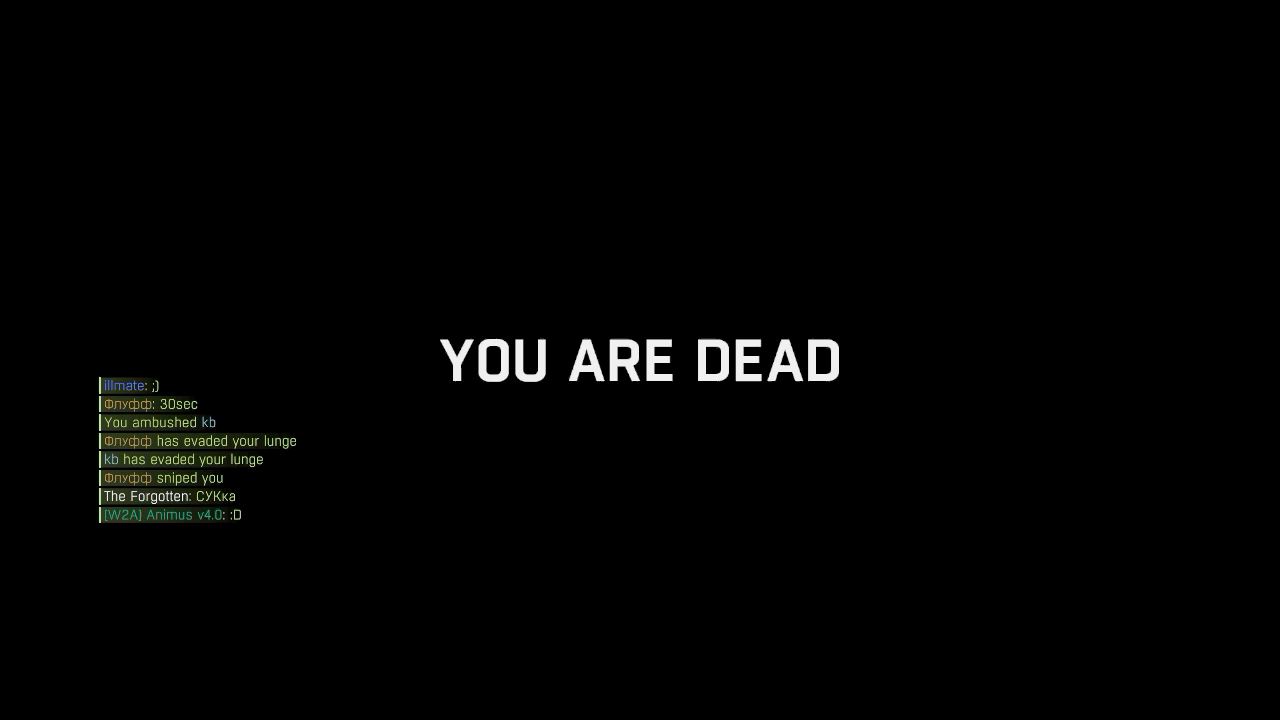 YOU ARE DEAD
illmate: ;)
Флуфф: 30sec
You ambushed kb
Флуфф has evaded your lunge
kb has evaded your lunge
Флуфф sniped you
The Forgotten: СУКка
[W2A] Animus v4.0: :D